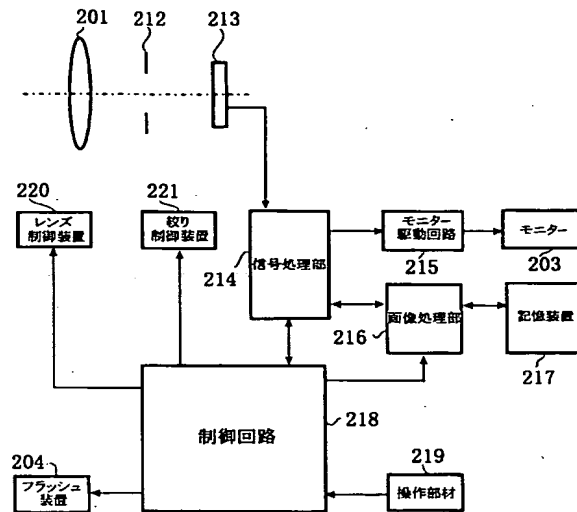 201
212
213
220
レンズ
制御装置
221
絞り
制御装置
214
信号処理部
モニター
駆動回路
215
モニター
203
216
画像処理部
記憶装置
217
制御回路
218
204
フラッシュ
装置
219
操作部材